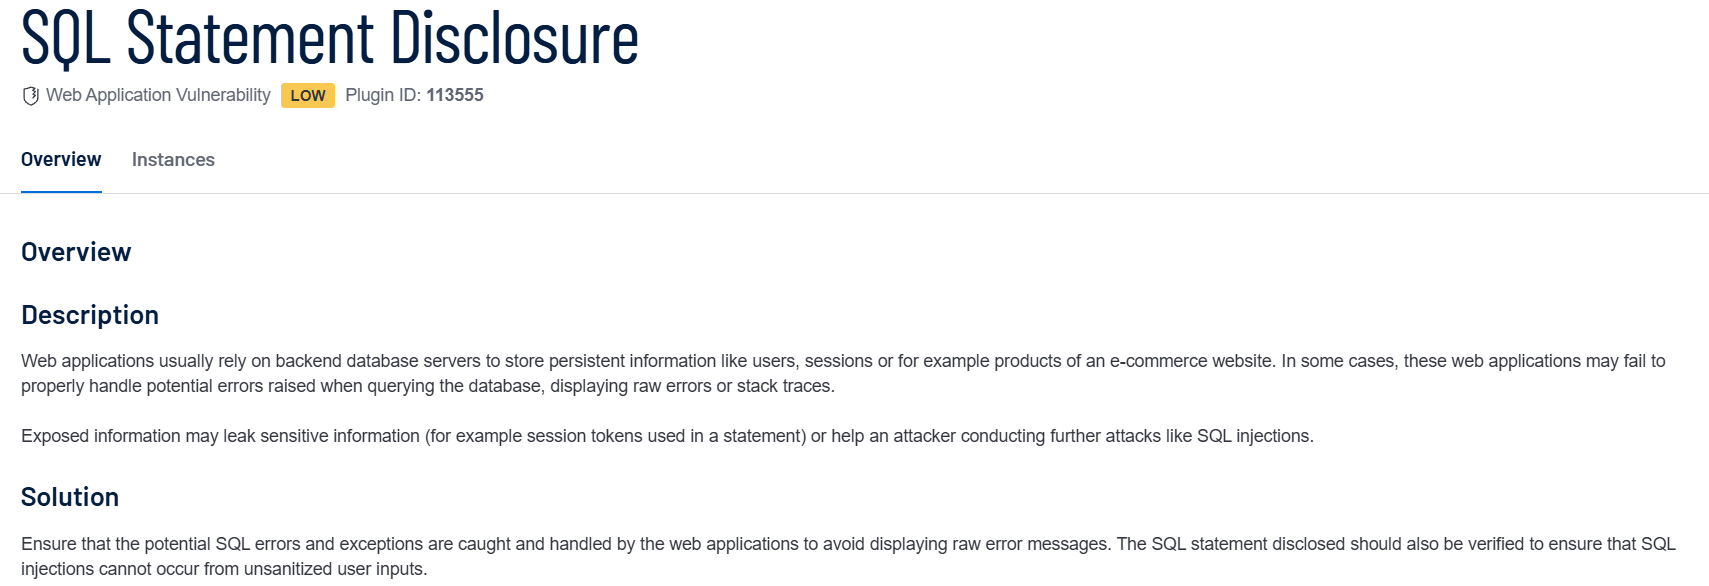 SQL Statement Disclosure
Web Application Vulnerability LOW Plugin ID: 113555
Overview Instances
Overview
Description
Web applications usually rely on backend database servers to store persistent information like users, sessions or for example products of an e-commerce website. In some cases, these web applications may fail to
properly handle potential errors raised when querying the database, displaying raw errors or stack traces.
Exposed information may leak sensitive information (for example session tokens used in a statement) or help an attacker conducting further attacks like SQL injections.
Solution
Ensure that the potential SQL errors and exceptions are caught and handled by the web applications to avoid displaying raw error messages. The SQL statement disclosed should also be verified to ensure that SQL
injections cannot occur from unsanitized user inputs.